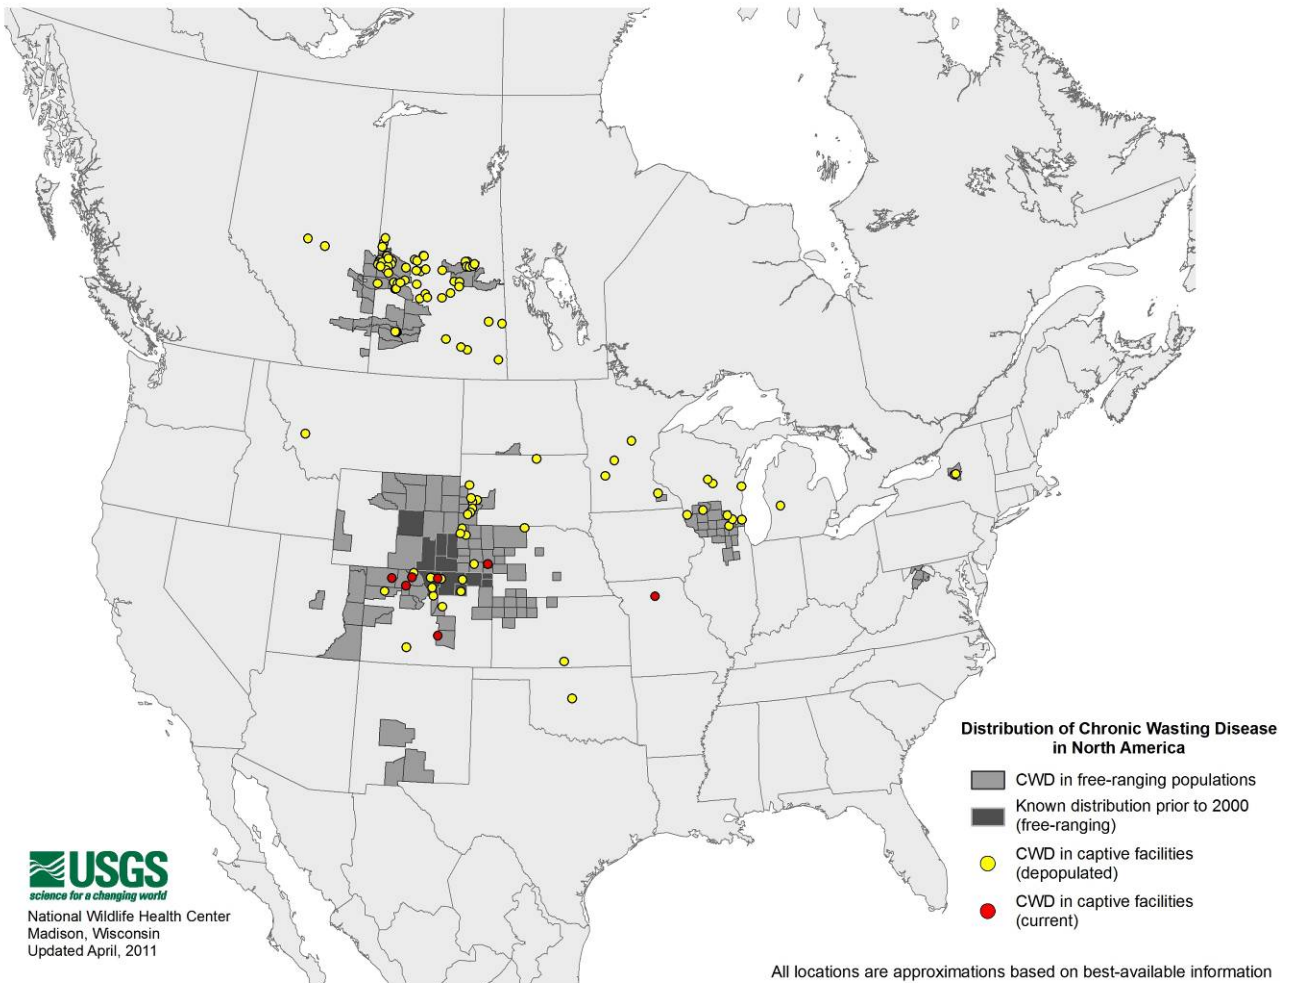 Distribution of Chronic Wasting Disease
in North America
CWD in free-ranging populations
Known distribution prior to 2000
(free-ranging)
CWD in captive facilities
(depopulated)
CWD in captive facilities
(current)
USGS
science for a changing world
National Wildlife Health Center
Madison, Wisconsin
Updated April, 2011
All locations are approximations based on best-available information